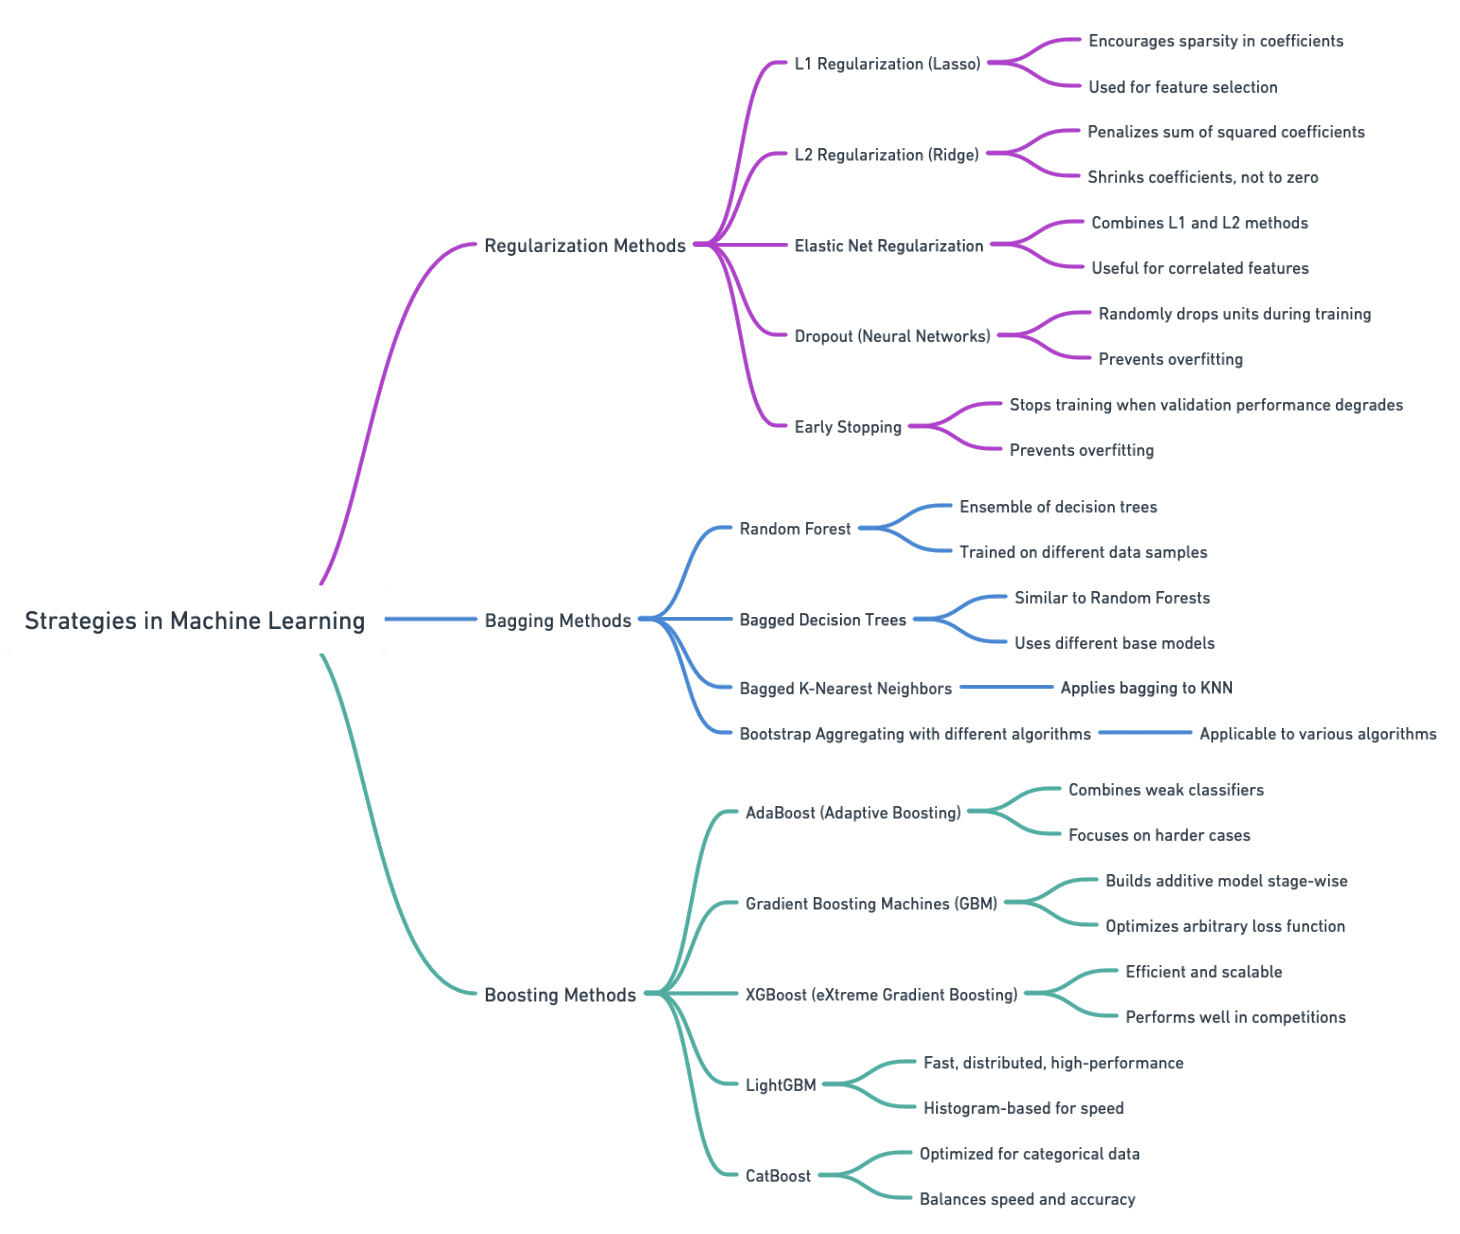 Strategies in Machine Learning
Regularization Methods
L1 Regularization (Lasso)
Encourages sparsity in coefficients
Used for feature selection
L2 Regularization (Ridge)
Penalizes sum of squared coefficients
Shrinks coefficients, not to zero
Elastic Net Regularization
Combines L1 and L2 methods
Useful for correlated features
Dropout (Neural Networks)
Randomly drops units during training
Prevents overfitting
Early Stopping
Stops training when validation performance degrades
Prevents overfitting
Bagging Methods
Random Forest
Ensemble of decision trees
Trained on different data samples
Bagged Decision Trees
Similar to Random Forests
Uses different base models
Bagged K-Nearest Neighbors
Applies bagging to KNN
Bootstrap Aggregating with different algorithms
Applicable to various algorithms
Boosting Methods
AdaBoost (Adaptive Boosting)
Combines weak classifiers
Focuses on harder cases
Gradient Boosting Machines (GBM)
Builds additive model stage-wise
Optimizes arbitrary loss function
XGBoost (eXtreme Gradient Boosting)
Efficient and scalable
Performs well in competitions
LightGBM
Fast, distributed, high-performance
Histogram-based for speed
CatBoost
Optimized for categorical data
Balances speed and accuracy